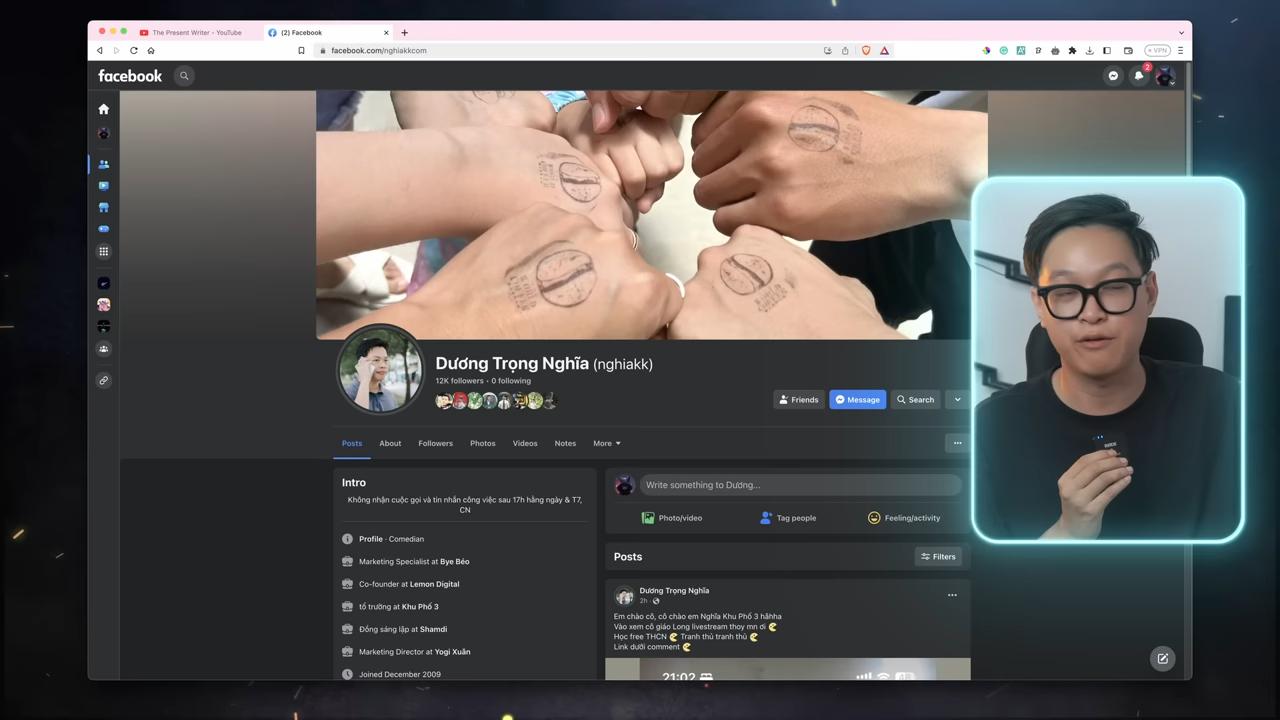 The Present Writer - YouTube
(2) Facebook
facebook.com/nghiakkcom
VPN
facebook
2
Dương Trọng Nghĩa (nghiakk)
12K followers • 0 following
Friends
Message
Search
Posts
About
Followers
Photos
Videos
Notes
More
Intro
Không nhận cuộc gọi và tin nhắn công việc sau 17h hằng ngày & T7,
CN
Profile · Comedian
Marketing Specialist at Bye Béo
Co-founder at Lemon Digital
tổ trưởng at Khu Phố 3
Đồng sáng lập at Shamdi
Marketing Director at Yogi Xuân
Joined December 2009
Write something to Dương...
Photo/video
Tag people
Feeling/activity
Posts
Filters
Dương Trọng Nghĩa
2h
Em chào cô, cô chào em Nghĩa Khu Phố 3 hâhha
Vào xem cô giáo Long livestream thoy mn ơi
Học free THCN Tranh thủ tranh thủ
Link dưới comment
21:02